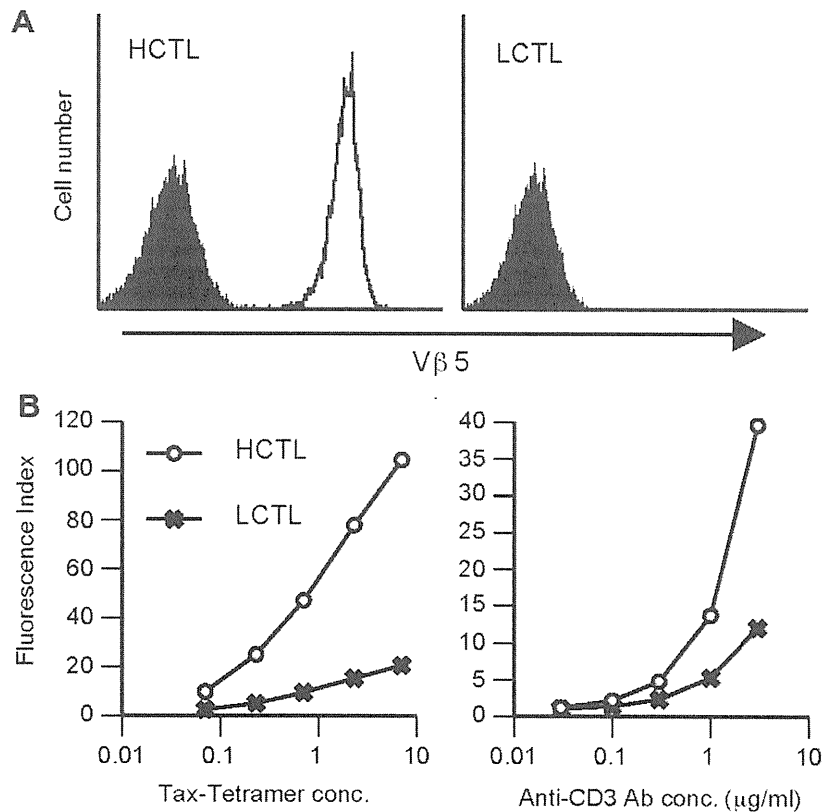 A
HCTL
LCTL
Cell number
Vβ 5
B
120
100
80
60
40
20
0
HCTL
LCTL
Fluorescence Index
0.01
0.1
1
10
Tax-Tetramer conc.
40
35
30
25
20
15
10
5
0
0.01
0.1
1
10
Anti-CD3 Ab conc. (μg/ml)